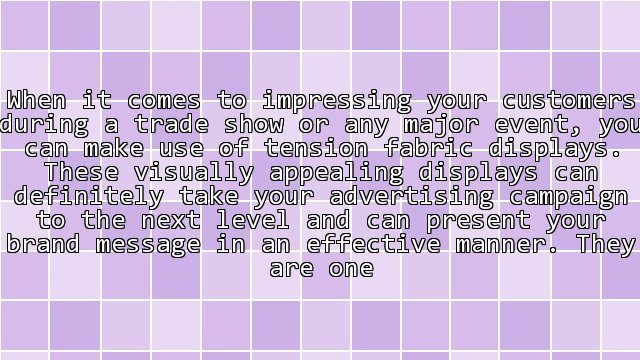 When it comes to impressing your customers
during a trade show or any major event, you
can make use of tension fabric displays.
These visually appealing displays can
definitely take your advertising campaign
to the next level and can present your
brand message in an effective manner. They
are one